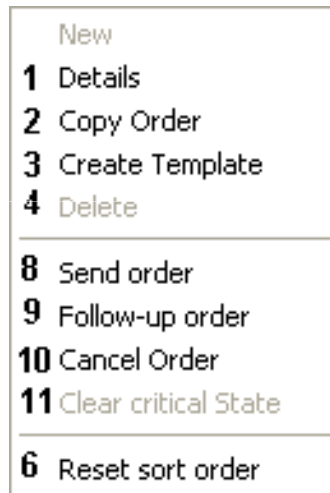 New
1 Details
2 Copy Order
3 Create Template
4 Delete
8 Send order
9 Follow-up order
10 Cancel Order
11 Clear critical State
6 Reset sort order